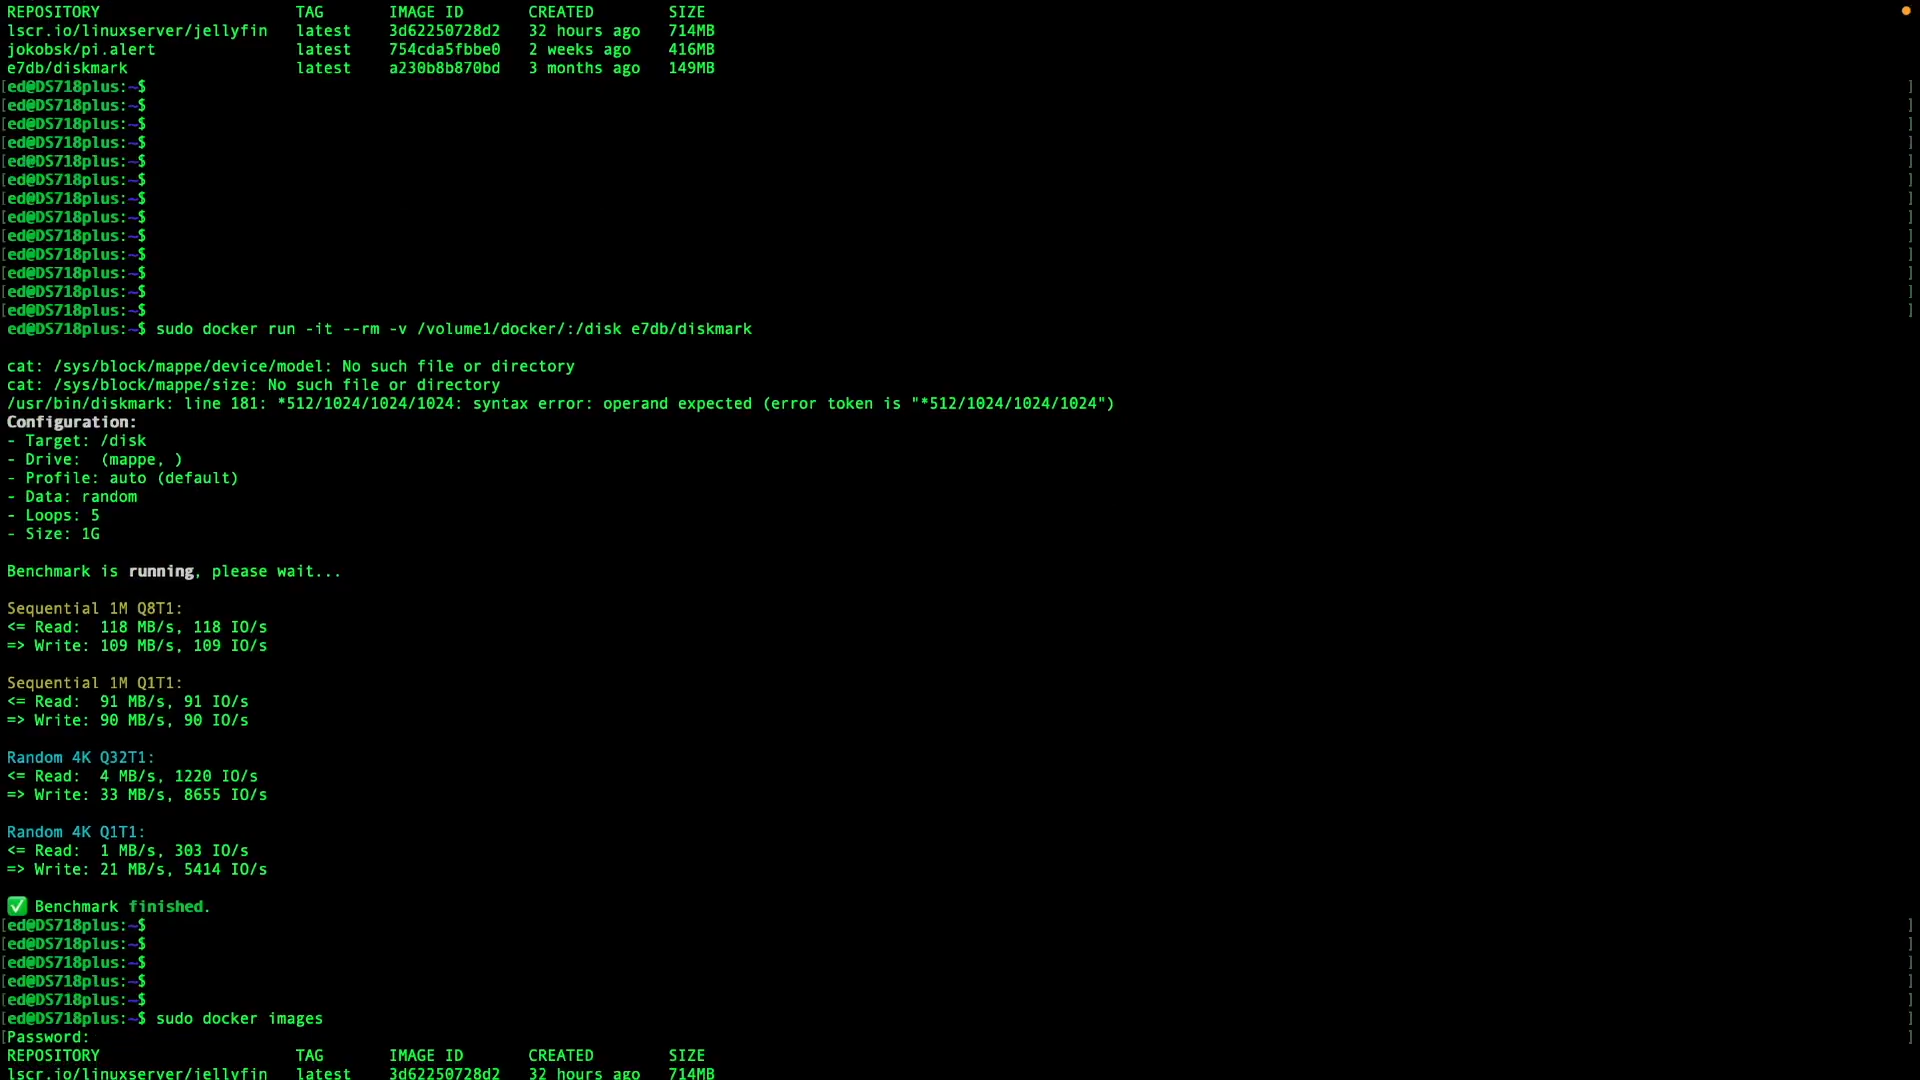 REPOSITORY TAG IMAGE ID CREATED SIZE
lscr.io/linuxserver/jellyfin latest 3d62250728d2 32 hours ago 714MB
jokobsk/pi.alert latest 754cda5fbbe0 2 weeks ago 416MB
e7db/diskmark latest a230b8b870bd 3 months ago 149MB
[ed@DS718plus:~$ ]
[ed@DS718plus:~$ ]
[ed@DS718plus:~$ ]
[ed@DS718plus:~$ ]
[ed@DS718plus:~$ ]
[ed@DS718plus:~$ ]
[ed@DS718plus:~$ ]
[ed@DS718plus:~$ ]
[ed@DS718plus:~$ ]
[ed@DS718plus:~$ ]
[ed@DS718plus:~$ ]
[ed@DS718plus:~$ ]
[ed@DS718plus:~$ ]
ed@DS718plus:~$ sudo docker run -it --rm -v /volume1/docker/:/disk e7db/diskmark
cat: /sys/block/mappe/device/model: No such file or directory
cat: /sys/block/mappe/size: No such file or directory
/usr/bin/diskmark: line 181: *512/1024/1024/1024: syntax error: operand expected (error token is "*512/1024/1024/1024")
Configuration:
- Target: /disk
- Drive:  (mappe, )
- Profile: auto (default)
- Data: random
- Loops: 5
- Size: 1G
Benchmark is running, please wait...
Sequential 1M Q8T1:
<= Read:  118 MB/s, 118 IO/s
=> Write: 109 MB/s, 109 IO/s
Sequential 1M Q1T1:
<= Read:  91 MB/s, 91 IO/s
=> Write: 90 MB/s, 90 IO/s
Random 4K Q32T1:
<= Read:  4 MB/s, 1220 IO/s
=> Write: 33 MB/s, 8655 IO/s
Random 4K Q1T1:
<= Read:  1 MB/s, 303 IO/s
=> Write: 21 MB/s, 5414 IO/s
✅ Benchmark finished.
[ed@DS718plus:~$ ]
[ed@DS718plus:~$ ]
[ed@DS718plus:~$ ]
[ed@DS718plus:~$ ]
[ed@DS718plus:~$ ]
[ed@DS718plus:~$ sudo docker images ]
[Password: ]
REPOSITORY TAG IMAGE ID CREATED SIZE
lscr.io/linuxserver/jellyfin latest 3d62250728d2 32 hours ago 714MB